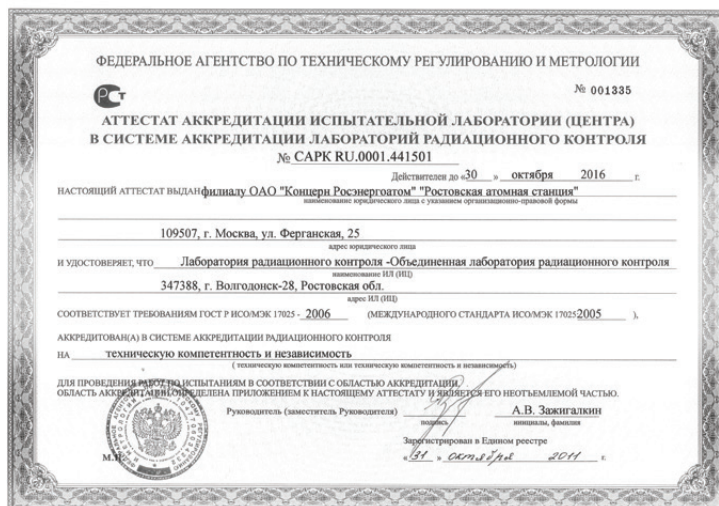 ФЕДЕРАЛЬНОЕ АГЕНТСТВО ПО ТЕХНИЧЕСКОМУ РЕГУЛИРОВАНИЮ И МЕТРОЛОГИИ
№ 001335
АТТЕСТАТ АККРЕДИТАЦИИ ИСПЫТАТЕЛЬНОЙ ЛАБОРАТОРИИ (ЦЕНТРА)
В СИСТЕМЕ АККРЕДИТАЦИИ ЛАБОРАТОРИЙ РАДИАЦИОННОГО КОНТРОЛЯ
№ САРК RU.0001.441501
Действителен до «30 » октября 2016 г.
НАСТОЯЩИЙ АТТЕСТАТ ВЫДАН филиалу ОАО "Концерн Росэнергоатом" "Ростовская атомная станция"
наименование юридического лица с указанием организационно-правовой формы
109507, г. Москва, ул. Ферганская, 25
адрес юридического лица
И УДОСТОВЕРЯЕТ, ЧТО Лаборатория радиационного контроля -Объединенная лаборатория радиационного контроля
наименование ИЛ (ИЦ)
347388, г. Волгодонск-28, Ростовская обл.
адрес ИЛ (ИЦ)
СООТВЕТСТВУЕТ ТРЕБОВАНИЯМ ГОСТ Р ИСО/МЭК 17025 - 2006 (МЕЖДУНАРОДНОГО СТАНДАРТА ИСО/МЭК 17025 2005 ),
АККРЕДИТОВАН(А) В СИСТЕМЕ АККРЕДИТАЦИИ РАДИАЦИОННОГО КОНТРОЛЯ
НА техническую компетентность и независимость
( техническую компетентность или техническую компетентность и независимость)
ДЛЯ ПРОВЕДЕНИЯ РАБОТ ПО ИСПЫТАНИЯМ В СООТВЕТСТВИИ С ОБЛАСТЬЮ АККРЕДИТАЦИИ.
ОБЛАСТЬ АККРЕДИТАЦИИ ОПРЕДЕЛЕНА ПРИЛОЖЕНИЕМ К НАСТОЯЩЕМУ АТТЕСТАТУ И ЯВЛЯЕТСЯ ЕГО НЕОТЪЕМЛЕМОЙ ЧАСТЬЮ.
Руководитель (заместитель Руководителя) А.В. Зажигалкин
подпись инициалы, фамилия
Зарегистрирован в Едином реестре
М.П. «31 » октября 2011 г.